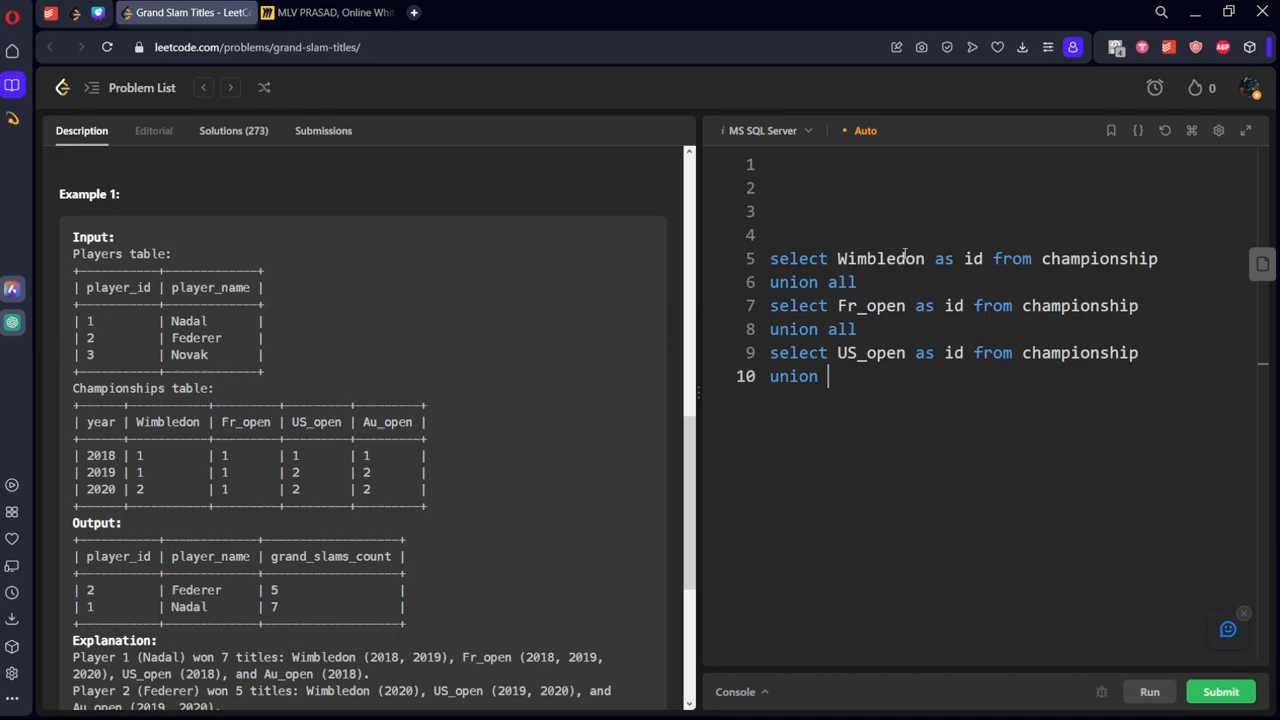 Grand Slam Titles - LeetCo
MLV PRASAD, Online Whit
leetcode.com/problems/grand-slam-titles/
Problem List
0
Description
Editorial
Solutions (273)
Submissions
i MS SQL Server
• Auto
Example 1:
Input:
Players table:
+-----------+-------------+
| player_id | player_name |
+-----------+-------------+
| 1 | Nadal |
| 2 | Federer |
| 3 | Novak |
+-----------+-------------+
Championships table:
+------+-----------+---------+---------+---------+
| year | Wimbledon | Fr_open | US_open | Au_open |
+------+-----------+---------+---------+---------+
| 2018 | 1 | 1 | 1 | 1 |
| 2019 | 1 | 1 | 2 | 2 |
| 2020 | 2 | 1 | 2 | 2 |
+------+-----------+---------+---------+---------+
Output:
+-----------+-------------+-------------------+
| player_id | player_name | grand_slams_count |
+-----------+-------------+-------------------+
| 2 | Federer | 5 |
| 1 | Nadal | 7 |
+-----------+-------------+-------------------+
Explanation:
Player 1 (Nadal) won 7 titles: Wimbledon (2018, 2019), Fr_open (2018, 2019,
2020), US_open (2018), and Au_open (2018).
Player 2 (Federer) won 5 titles: Wimbledon (2020), US_open (2019, 2020), and
Au_open (2019, 2020).
1
2
3
4
5 select Wimbledon as id from championship
6 union all
7 select Fr_open as id from championship
8 union all
9 select US_open as id from championship
10 union
Console
Run
Submit